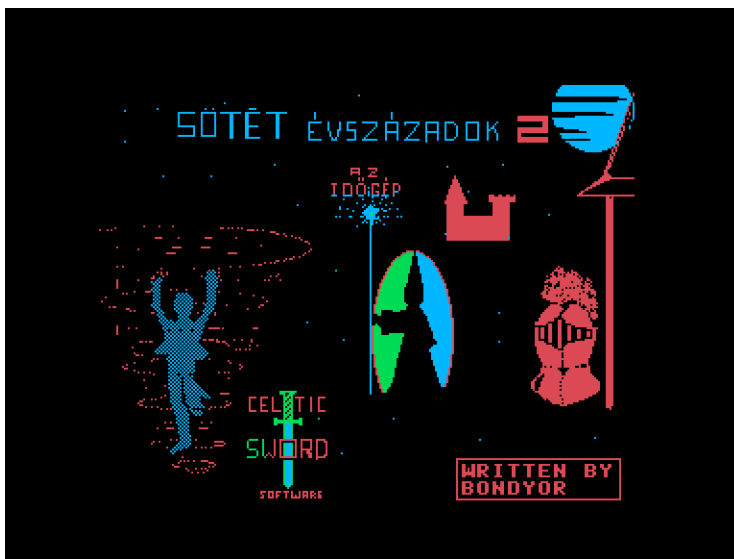 SÖTÉT ÉVSZÁZADOK 2
AZ
IDŐGÉP
CELTIC
SWORD
SOFTWARE
WRITTEN BY
BONDYOR